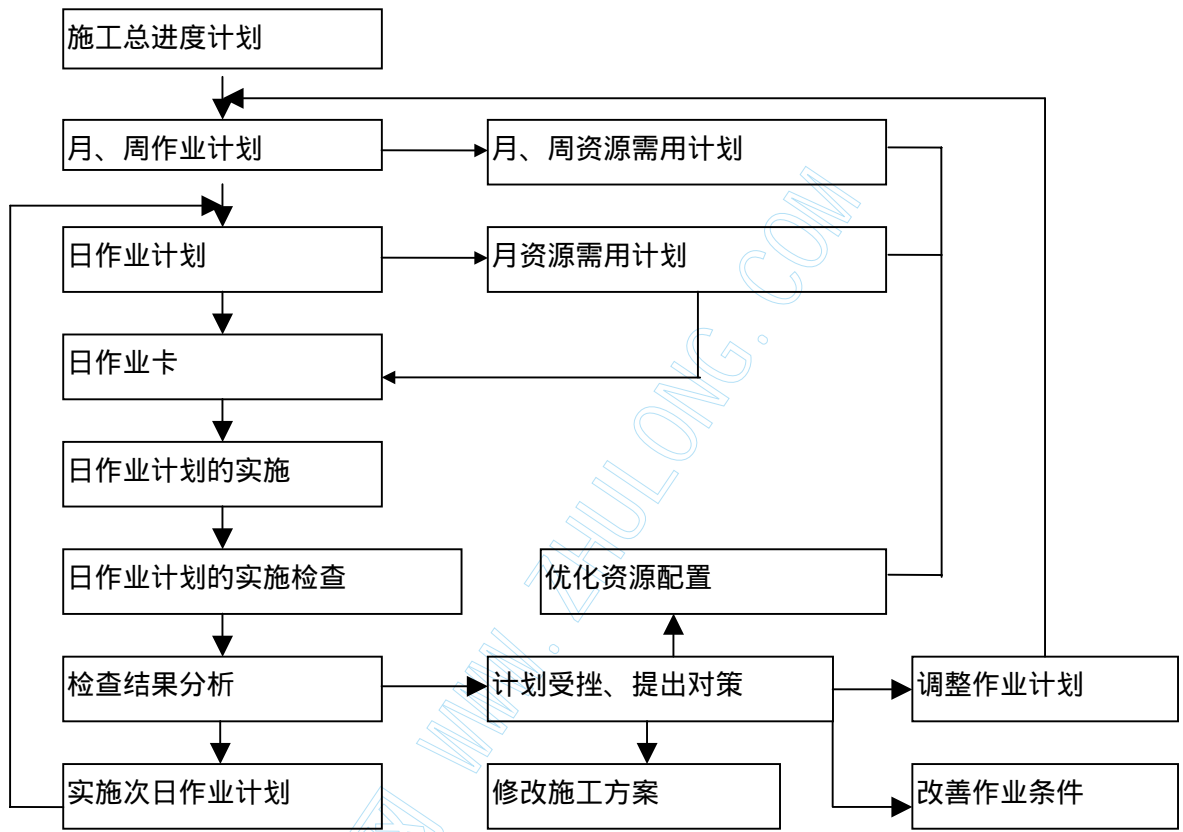 施工总进度计划
月、周作业计划
月、周资源需用计划
日作业计划
月资源需用计划
日作业卡
日作业计划的实施
日作业计划的实施检查
优化资源配置
检查结果分析
计划受挫、提出对策
调整作业计划
实施次日作业计划
修改施工方案
改善作业条件
网 WWW.ZHULONG.COM